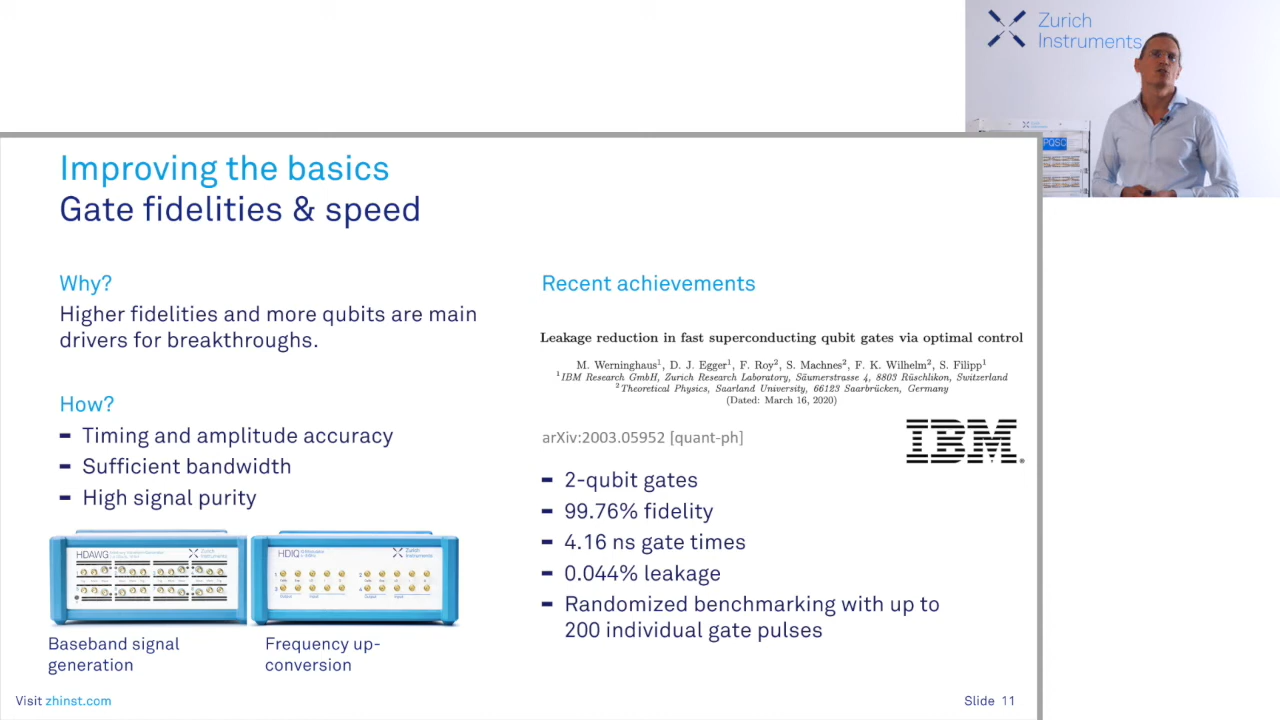 Zurich
Instruments
PQSC
Improving the basics
Gate fidelities & speed
Why?
Higher fidelities and more qubits are main
drivers for breakthroughs.
How?
- Timing and amplitude accuracy
- Sufficient bandwidth
- High signal purity
HDAWG
Zurich
Instruments
HDIQ
Zurich
Instruments
Baseband signal
generation
Frequency up-
conversion
Recent achievements
Leakage reduction in fast superconducting qubit gates via optimal control
M. Werninghaus¹, D. J. Egger¹, F. Roy², S. Machnes², F. K. Wilhelm², S. Filipp¹
¹IBM Research GmbH, Zurich Research Laboratory, Säumerstrasse 4, 8803 Rüschlikon, Switzerland
²Theoretical Physics, Saarland University, 66123 Saarbrücken, Germany
(Dated: March 16, 2020)
arXiv:2003.05952 [quant-ph]
IBM®
- 2-qubit gates
- 99.76% fidelity
- 4.16 ns gate times
- 0.044% leakage
- Randomized benchmarking with up to
200 individual gate pulses
Visit zhinst.com
Slide 11